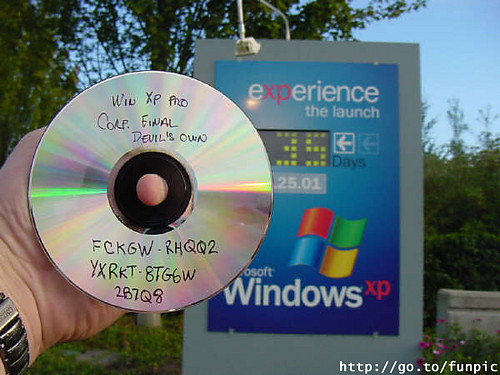 WIN XP PRO
CORP. FINAL
DEVIL'S OWN
FCKGW-RHQQ2
YXRKT-8TG6W
2B7Q8
experience
the launch
35
Days
.25.01
Windows xp
http://go.to/funpic